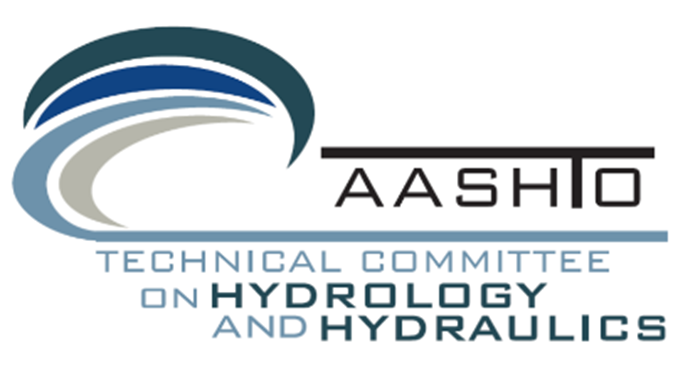 AASHTO
TECHNICAL COMMITTEE
ON HYDROLOGY
AND HYDRAULICS